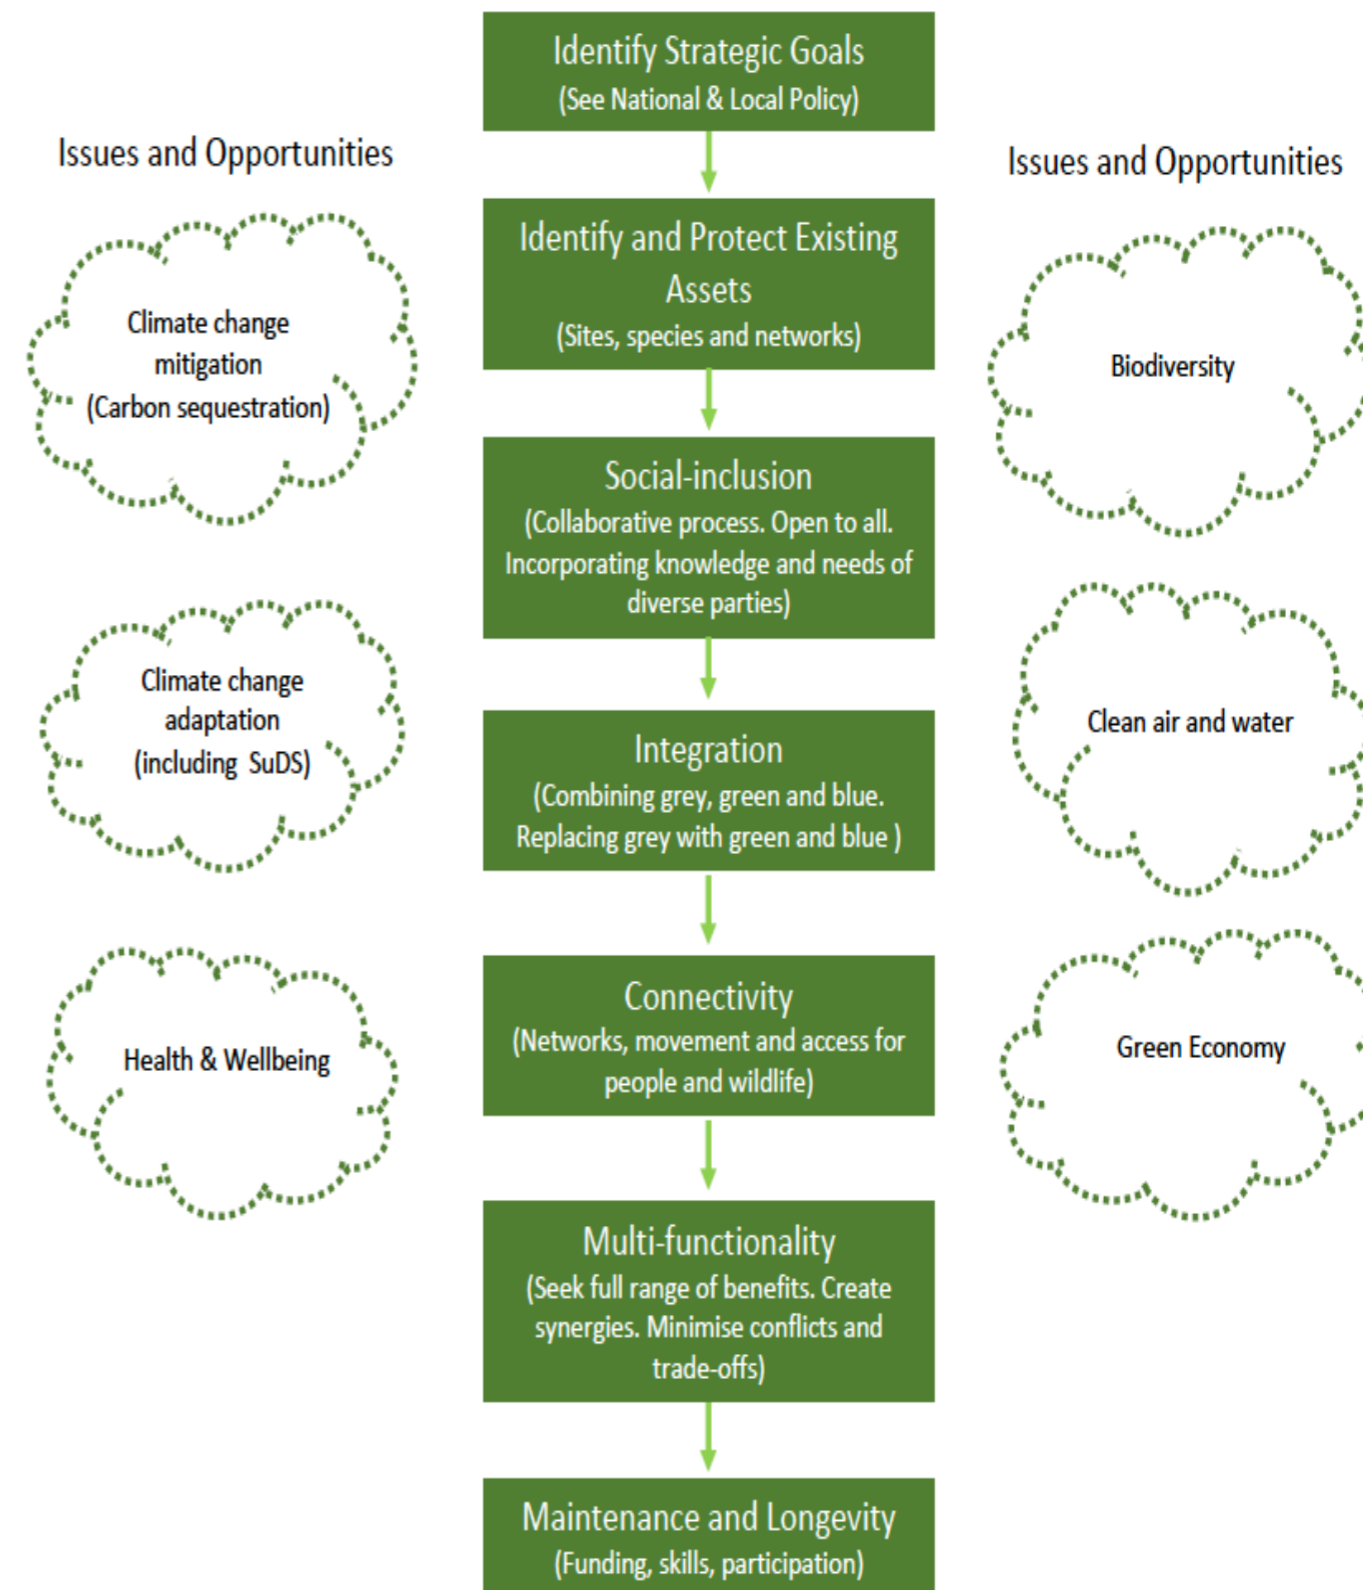 Identify Strategic Goals
(See National & Local Policy)
Issues and Opportunities
Climate change
mitigation
(Carbon sequestration)
Climate change
adaptation
(including SuDS)
Health & Wellbeing
Identify and Protect Existing
Assets
(Sites, species and networks)
Social-inclusion
(Collaborative process. Open to all.
Incorporating knowledge and needs of
diverse parties)
Integration
(Combining grey, green and blue.
Replacing grey with green and blue )
Connectivity
(Networks, movement and access for
people and wildlife)
Multi-functionality
(Seek full range of benefits. Create
synergies. Minimise conflicts and
trade-offs)
Maintenance and Longevity
(Funding, skills, participation)
Issues and Opportunities
Biodiversity
Clean air and water
Green Economy